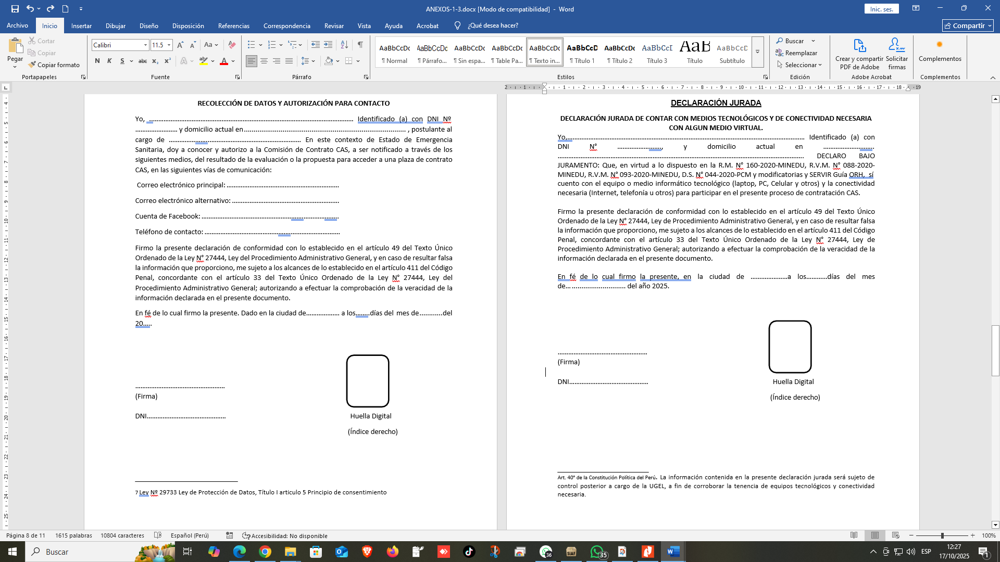 ANEXOS-1-3.docx [Modo de compatibilidad] - Word
Inic. ses.
Archivo Inicio Insertar Dibujar Diseño Disposición Referencias Correspondencia Revisar Vista Ayuda Acrobat ¿Qué desea hacer? Compartir
Pegar
Cortar
Copiar
Copiar formato
Portapapeles
Calibri 11.5
Fuente
Párrafo
AaBbCcDc ¶ Normal
AaBbCcDc ¶ Párrafo...
AaBbCcDc ¶ Sin espa...
AaBbCcDc ¶ Table Pa...
AaBbCcDc ¶ Texto in...
AaBbCcD ¶ Título 1
AaBbCcDc ¶ Título 2
AaBbCcI Título 3
AaB Título
AaBbCcD Subtítulo
Estilos
Buscar
Reemplazar
Seleccionar
Edición
Crear y compartir PDF de Adobe
Solicitar firmas
Adobe Acrobat
Complementos
Complementos
RECOLECCIÓN DE DATOS Y AUTORIZACIÓN PARA CONTACTO
Yo, ................................................................ Identificado (a) con DNI Nº
........................ y domicilio actual en................................................................ , postulante al
cargo de ................................................................ En este contexto de Estado de Emergencia
Sanitaria, doy a conocer y autorizo a la Comisión de Contrato CAS, a ser notificado a través de los
siguientes medios, del resultado de la evaluación o la propuesta para acceder a una plaza de contrato
CAS, en las siguientes vías de comunicación:
Correo electrónico principal: ................................................................
Correo electrónico alternativo: .............................................................
Cuenta de Facebook: ................................................................
Teléfono de contacto: ................................................................
Firmo la presente declaración de conformidad con lo establecido en el artículo 49 del Texto Único
Ordenado de la Ley N° 27444, Ley del Procedimiento Administrativo General, y en caso de resultar falsa
la información que proporciono, me sujeto a los alcances de lo establecido en el artículo 411 del Código
Penal, concordante con el artículo 33 del Texto Único Ordenado de la Ley N° 27444, Ley del
Procedimiento Administrativo General; autorizando a efectuar la comprobación de la veracidad de la
información declarada en el presente documento.
En fé de lo cual firmo la presente. Dado en la ciudad de................... a los........días del mes de............del
20.....
...................................................
(Firma)
DNI.............................................
Huella Digital
(Índice derecho)
7 Ley Nº 29733 Ley de Protección de Datos, Título I articulo 5 Principio de consentimiento
DECLARACIÓN JURADA
DECLARACIÓN JURADA DE CONTAR CON MEDIOS TECNOLÓGICOS Y DE CONECTIVIDAD NECESARIA
CON ALGUN MEDIO VIRTUAL.
Yo,................................................................ Identificado (a) con
DNI N° ........................., y domicilio actual en .............................
................................................................ DECLARO BAJO
JURAMENTO: Que, en virtud a lo dispuesto en la R.M. N° 160-2020-MINEDU, R.V.M. N° 088-2020-
MINEDU, R.V.M. N° 093-2020-MINEDU, D.S. N° 044-2020-PCM y modificatorias y SERVIR Guía ORH, sí
cuento con el equipo o medio informático tecnológico (laptop, PC, Celular y otros) y la conectividad
necesaria (Internet, telefonía u otros) para participar en el presente proceso de contratación CAS.
Firmo la presente declaración de conformidad con lo establecido en el artículo 49 del Texto Único
Ordenado de la Ley N° 27444, Ley de Procedimiento Administrativo General, y en caso de resultar falsa
la información que proporciono, me sujeto a los alcances de lo establecido en el artículo 411 del Código
Penal, concordante con el artículo 33 del Texto Único Ordenado de la Ley N° 27444, Ley de
Procedimiento Administrativo General; autorizando a efectuar la comprobación de la veracidad de la
información declarada en el presente documento.
En fé de lo cual firmo la presente, en la ciudad de .....................a los............días del mes
de... ............................ del año 2025.
...................................................
(Firma)
DNI.............................................
Huella Digital
(Índice derecho)
Art. 40° de la Constitución Política del Perú. La información contenida en la presente declaración jurada será sujeto de
control posterior a cargo de la UGEL, a fin de corroborar la tenencia de equipos tecnológicos y conectividad
necesaria.
Página 8 de 11 1615 palabras 10804 caracteres Español (Perú) Accesibilidad: No disponible 100%
Buscar
36
SIAF
35
ESP
12:27
17/10/2025
1